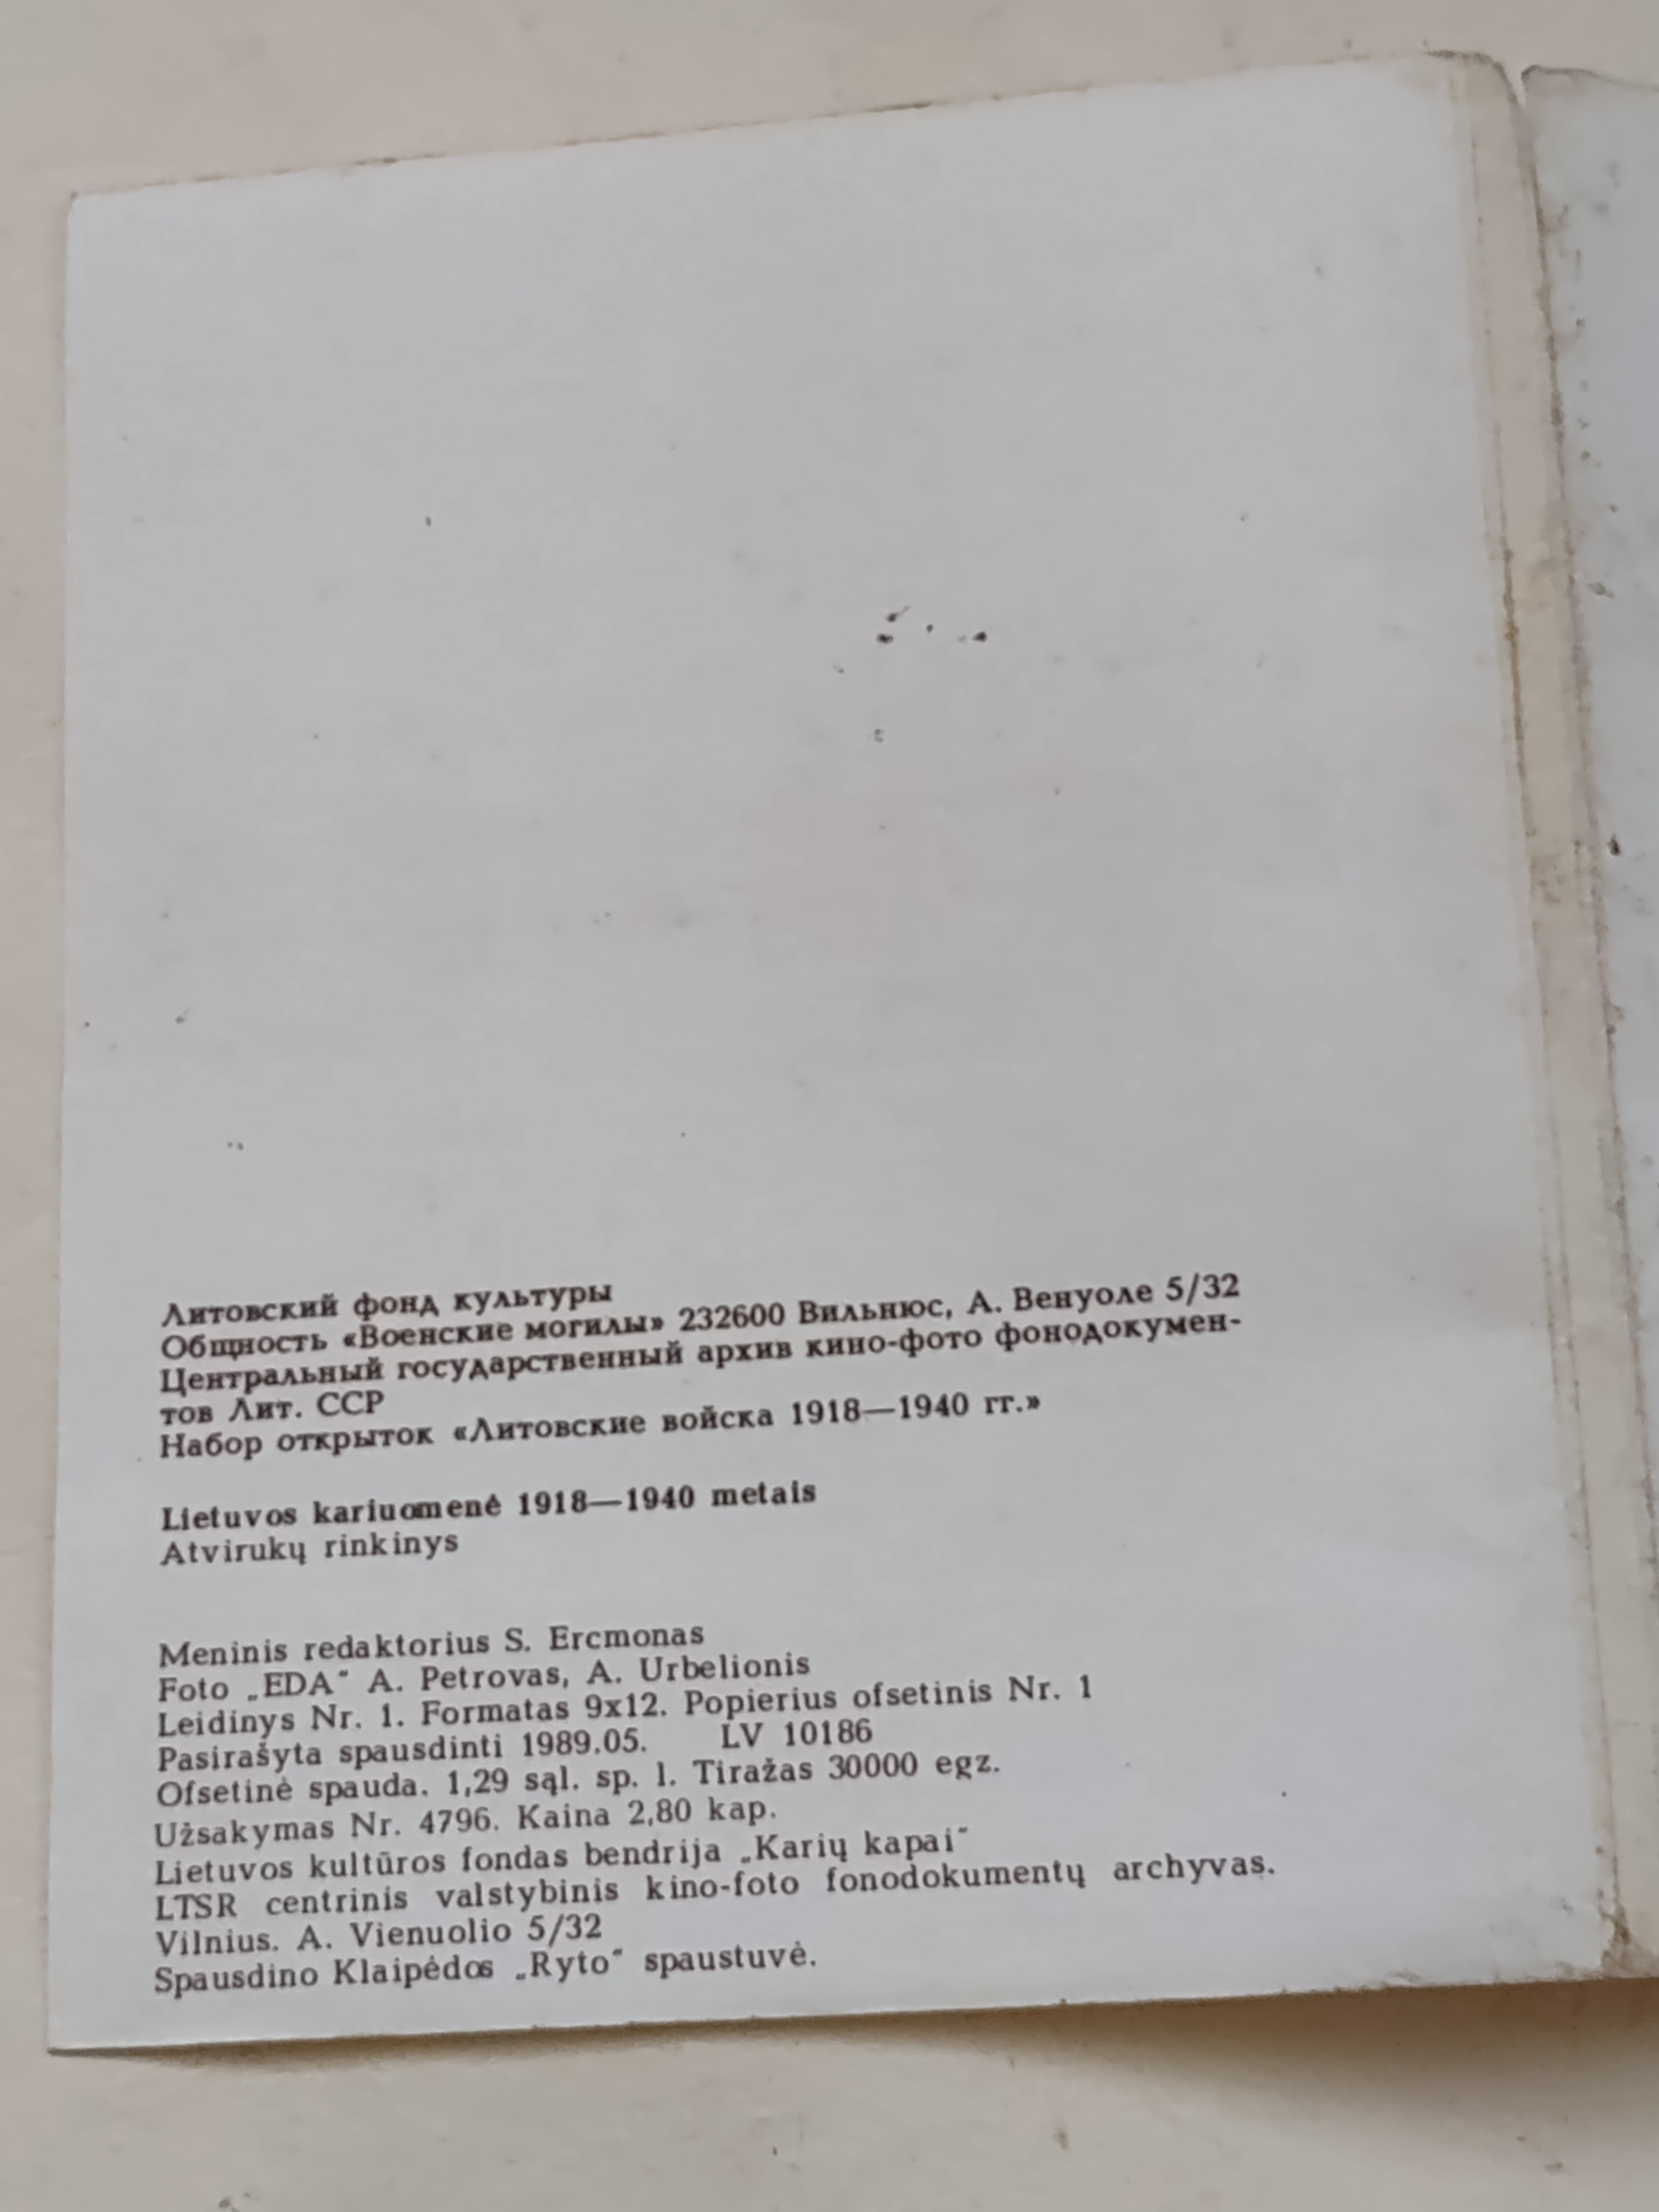 Литовский фонд культуры
Общность «Военские могилы» 232600 Вильнюс, А. Венуоле 5/32
Центральный государственный архив кино-фото фонодокумен-
тов Лит. ССР
Набор открыток «Литовские войска 1918—1940 гг.»
Lietuvos kariuomenė 1918—1940 metais
Atvirukų rinkinys
Meninis redaktorius S. Ercmonas
Foto „EDA“ A. Petrovas, A. Urbelionis
Leidinys Nr. 1. Formatas 9x12. Popierius ofsetinis Nr. 1
Pasirašyta spausdinti 1989.05. LV 10186
Ofsetinė spauda. 1,29 sąl. sp. l. Tiražas 30000 egz.
Užsakymas Nr. 4796. Kaina 2,80 kap.
Lietuvos kultūros fondas bendrija „Karių kapai“
LTSR centrinis valstybinis kino-foto fonodokumentų archyvas.
Vilnius. A. Vienuolio 5/32
Spausdino Klaipėdos „Ryto“ spaustuvė.